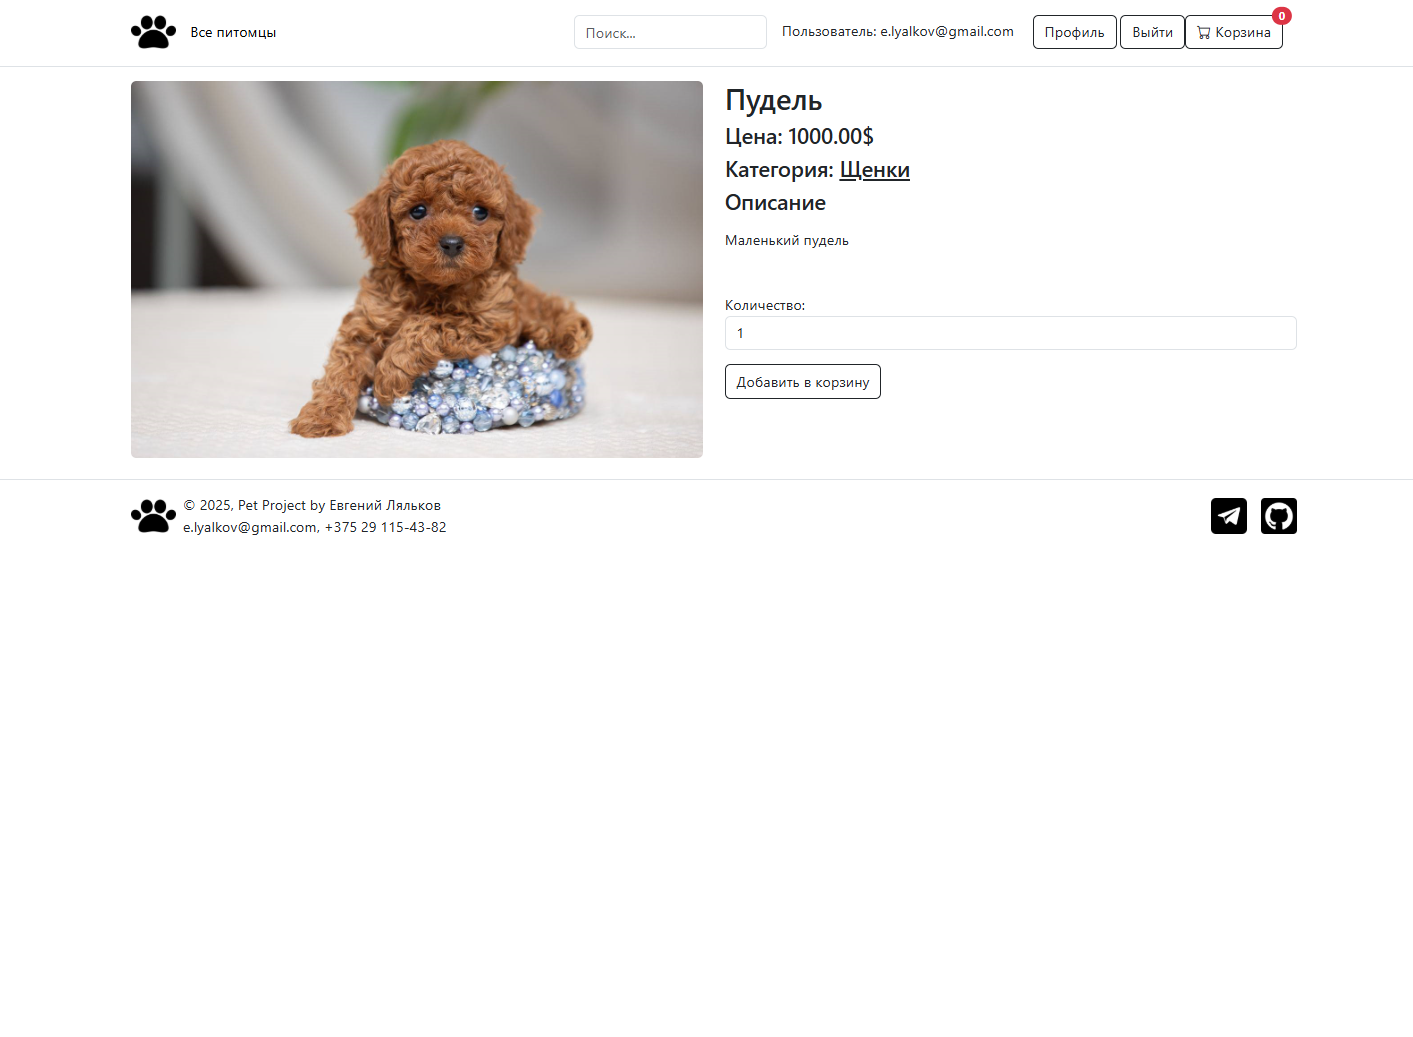 Все питомцы
Поиск...
Пользователь: e.lyalkov@gmail.com
Профиль
Выйти
Корзина
0
Пудель
Цена: 1000.00$
Категория: Щенки
Описание
Маленький пудель
Количество:
1
Добавить в корзину
© 2025, Pet Project by Евгений Ляльков
e.lyalkov@gmail.com, +375 29 115-43-82